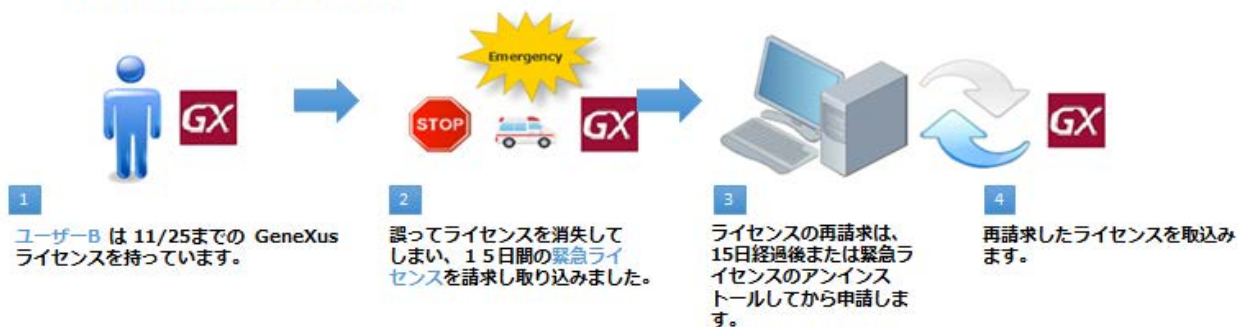 GX
Emergency
STOP
GX
GX
1
ユーザーB は 11/25までの GeneXus
ライセンスを持っています。
2
誤ってライセンスを消失して
しまい、１５日間の緊急ライ
センスを請求し取り込みました。
3
ライセンスの再請求は、
15日経過後または緊急ラ
イセンスのアンインス
トールしてから申請しま
す。
4
再請求したライセンスを取込み
ます。